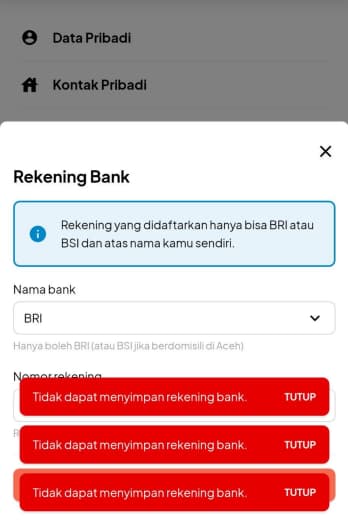 Data Pribadi
Kontak Pribadi
Rekening Bank
Rekening yang didaftarkan hanya bisa BRI atau
BSI dan atas nama kamu sendiri.
Nama bank
BRI
Hanya boleh BRI (atau BSI jika berdomisili di Aceh)
Nomor rekening
Tidak dapat menyimpan rekening bank. TUTUP
Tidak dapat menyimpan rekening bank. TUTUP
Tidak dapat menyimpan rekening bank. TUTUP